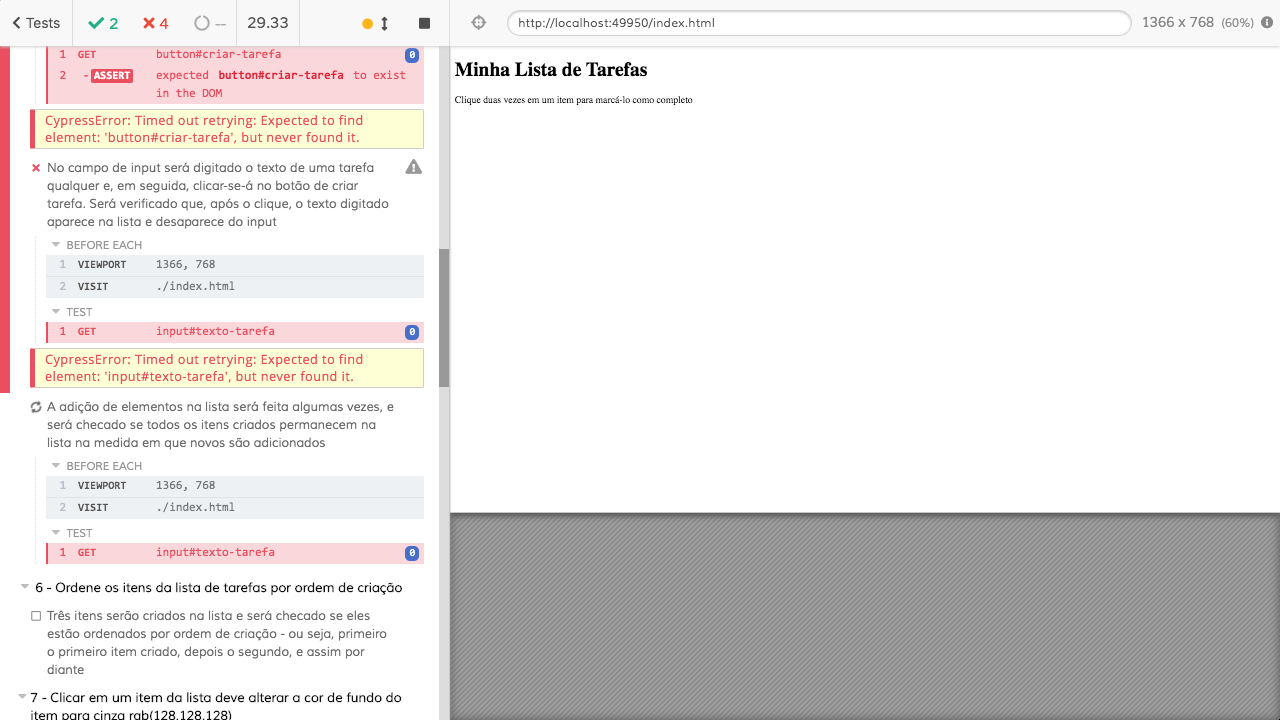 Tests 2 4 -- 29.33 http://localhost:49950/index.html 1366 x 768 (60%)
1 GET button#criar-tarefa 0
2 -ASSERT expected button#criar-tarefa to exist
in the DOM
CypressError: Timed out retrying: Expected to find
element: 'button#criar-tarefa', but never found it.
No campo de input será digitado o texto de uma tarefa
qualquer e, em seguida, clicar-se-á no botão de criar
tarefa. Será verificado que, após o clique, o texto digitado
aparece na lista e desaparece do input
BEFORE EACH
1 VIEWPORT 1366, 768
2 VISIT ./index.html
TEST
1 GET input#texto-tarefa 0
CypressError: Timed out retrying: Expected to find
element: 'input#texto-tarefa', but never found it.
A adição de elementos na lista será feita algumas vezes, e
será checado se todos os itens criados permanecem na
lista na medida em que novos são adicionados
BEFORE EACH
1 VIEWPORT 1366, 768
2 VISIT ./index.html
TEST
1 GET input#texto-tarefa 0
6 - Ordene os itens da lista de tarefas por ordem de criação
Três itens serão criados na lista e será checado se eles
estão ordenados por ordem de criação - ou seja, primeiro
o primeiro item criado, depois o segundo, e assim por
diante
7 - Clicar em um item da lista deve alterar a cor de fundo do
item para cinza rgb(128,128,128)
Minha Lista de Tarefas
Clique duas vezes em um item para marcá-lo como completo